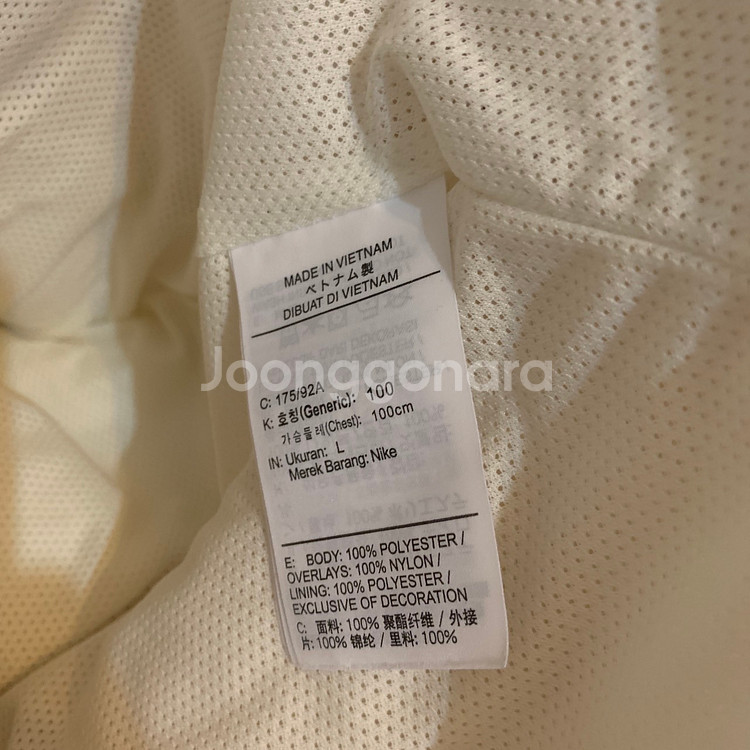 MADE IN VIETNAM
ベトナム製
DIBUAT DI VIETNAM
Joonggonara
C: 175/92A
K: 호칭(Generic): 100
가슴둘레(Chest): 100cm
IN: Ukuran: L
Merek Barang: Nike
E: BODY: 100% POLYESTER /
OVERLAYS: 100% NYLON /
LINING: 100% POLYESTER /
EXCLUSIVE OF DECORATION
C: 面料: 100% 聚酯纤维 / 外接
片: 100% 锦纶 / 里料: 100%